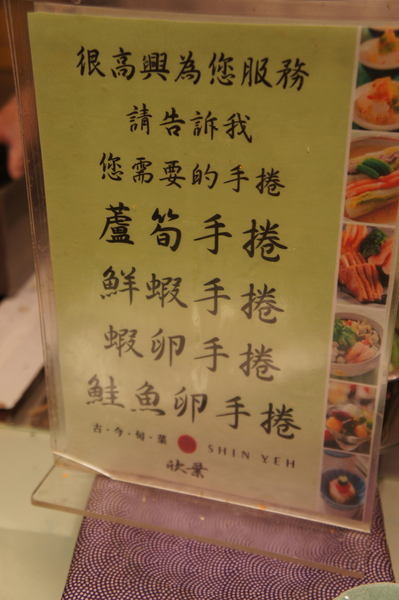 很高興為您服務
請告訴我
您需要的手捲
蘆筍手捲
鮮蝦手捲
蝦卵手捲
鮭魚卵手捲
古·今·旬·菜 SHIN YEH
欣葉